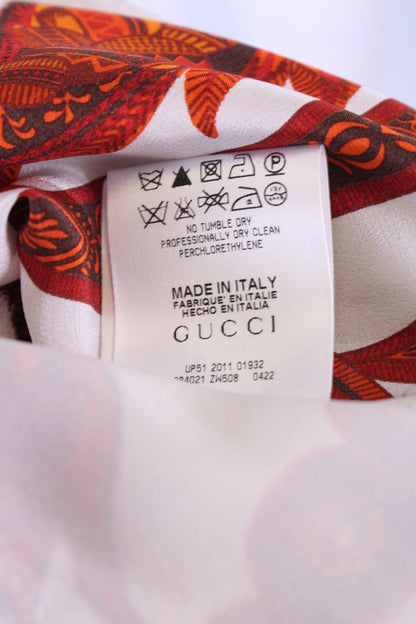 P
NO TUMBLE DRY
PROFESSIONALLY DRY CLEAN
PERCHLORETHYLENE
MADE IN ITALY
FABRIQUE' EN ITALIE
HECHO EN ITALIA
GUCCI
UP51 2011 01932
ZW508 0422